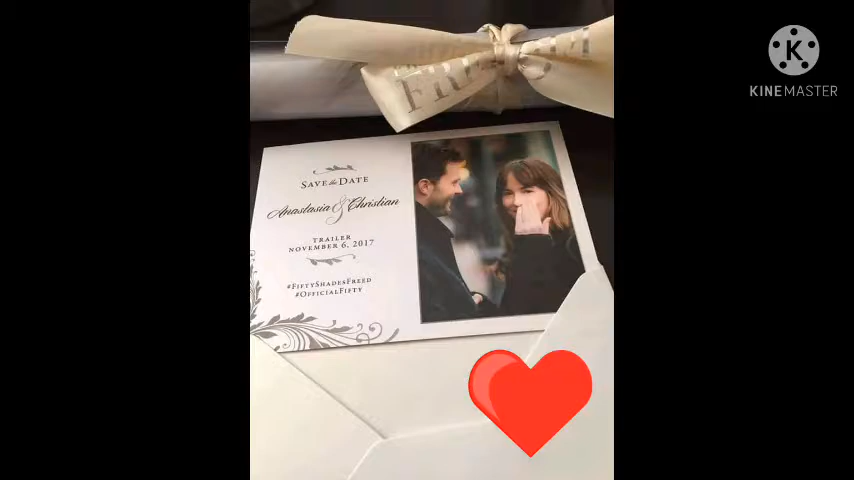 FREED
K
KINEMASTER
SAVE the DATE
Anastasia & Christian
TRAILER
NOVEMBER 6, 2017
#FIFTYSHADESFREED
#OFFICIALFIFTY